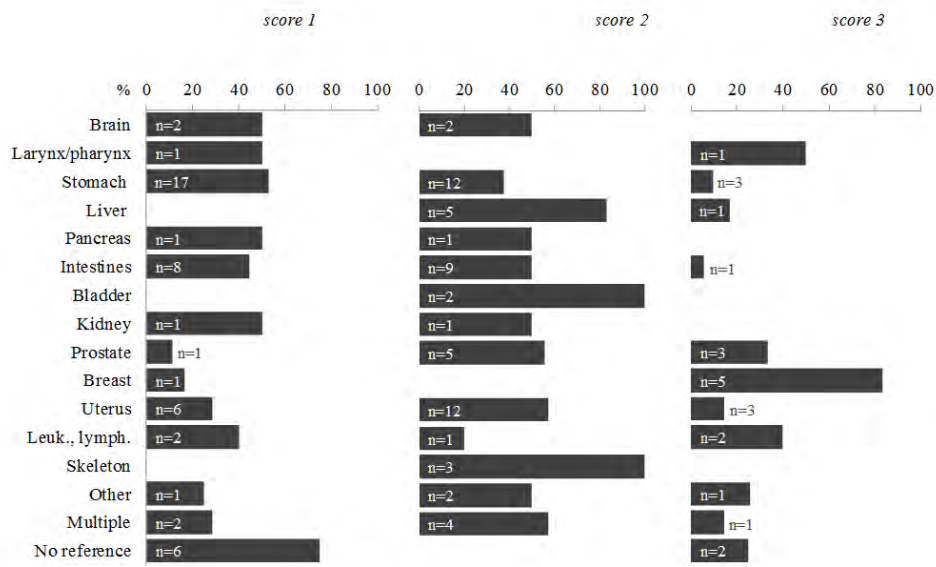 score 1 score 2 score 3
% 0 20 40 60 80 100 0 20 40 60 80 100 0 20 40 60 80 100
Brain n=2 n=2
Larynx/pharynx n=1 n=1
Stomach n=17 n=12 n=3
Liver n=5 n=1
Pancreas n=1 n=1
Intestines n=8 n=9 n=1
Bladder n=2
Kidney n=1 n=1
Prostate n=1 n=5 n=3
Breast n=1 n=5
Uterus n=6 n=12 n=3
Leuk., lymph. n=2 n=1 n=2
Skeleton n=3
Other n=1 n=2 n=1
Multiple n=2 n=4 n=1
No reference n=6 n=2